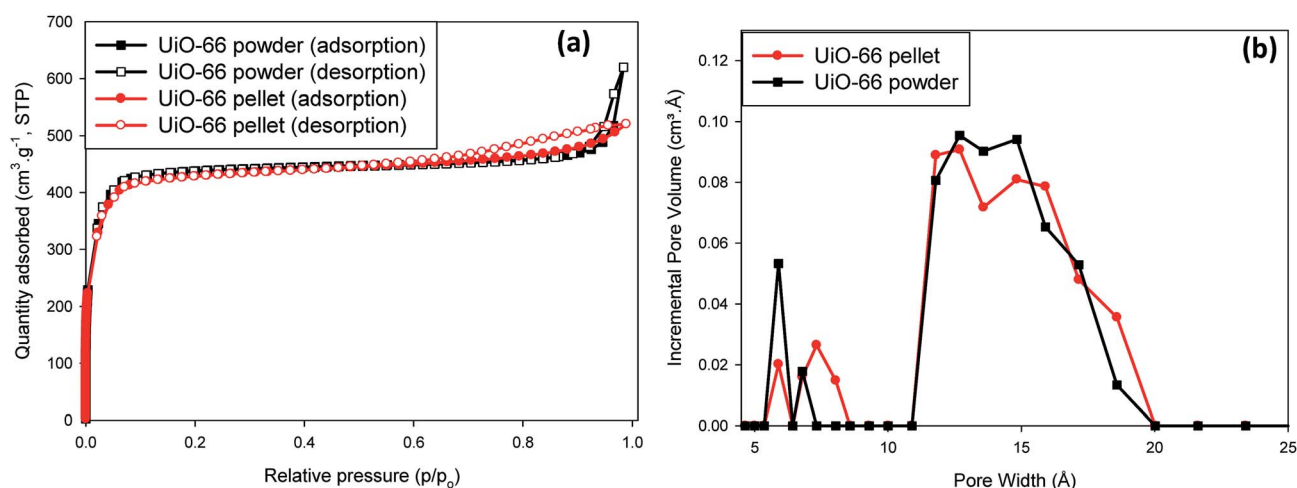 (a)
UiO-66 powder (adsorption)
UiO-66 powder (desorption)
UiO-66 pellet (adsorption)
UiO-66 pellet (desorption)
Quantity adsorbed (cm³·g⁻¹, STP)
700
600
500
400
300
200
100
0
0.0 0.2 0.4 0.6 0.8 1.0
Relative pressure (p/pₒ)
(b)
UiO-66 pellet
UiO-66 powder
Incremental Pore Volume (cm³.Å)
0.12
0.10
0.08
0.06
0.04
0.02
0.00
5 10 15 20 25
Pore Width (Å)